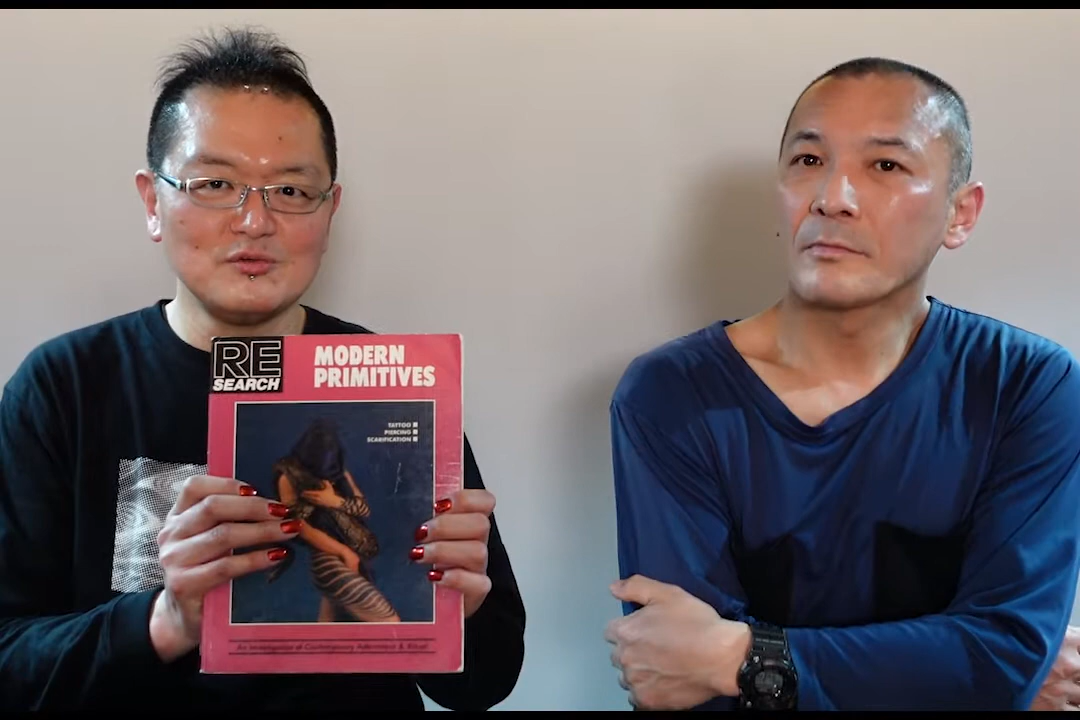 RE
SEARCH
MODERN
PRIMITIVES
TATTOO
PIERCING
SCARIFICATION
An Investigation of Contemporary Adornment & Ritual